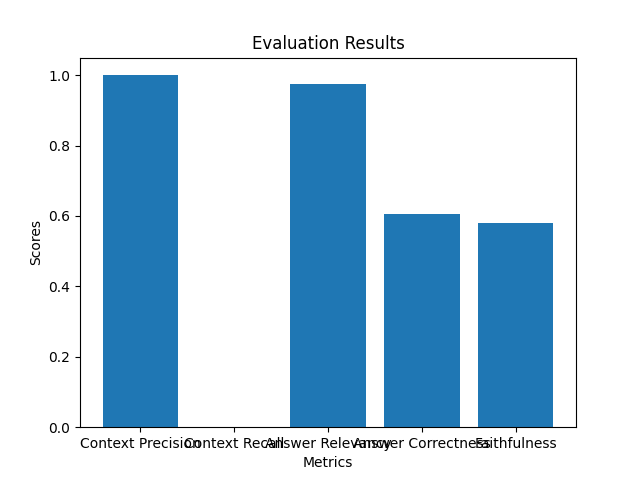 Evaluation Results
1.0
0.8
0.6
0.4
0.2
0.0
Scores
Context Precision Context Recall Answer Relevancy Answer Correctness Faithfulness
Metrics